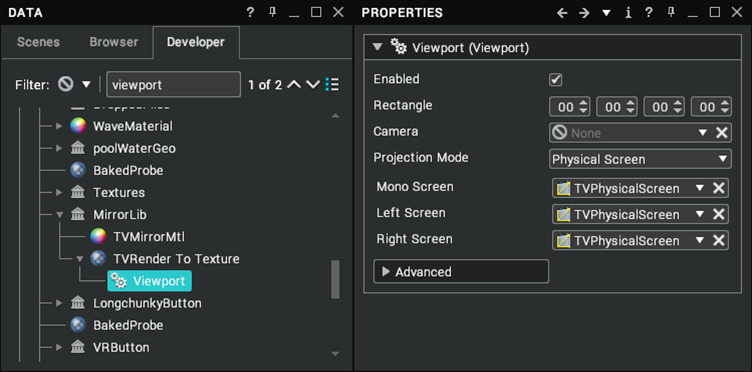 DATA
?
Scenes Browser Developer
Filter: viewport 1 of 2
WaveMaterial
poolWaterGeo
BakedProbe
Textures
MirrorLib
TVMirrorMtl
TVRender To Texture
Viewport
LongchunkyButton
BakedProbe
VRButton
PROPERTIES
i ?
Viewport (Viewport)
Enabled
Rectangle 00 00 00 00
Camera None
Projection Mode Physical Screen
Mono Screen TVPhysicalScreen
Left Screen TVPhysicalScreen
Right Screen TVPhysicalScreen
Advanced